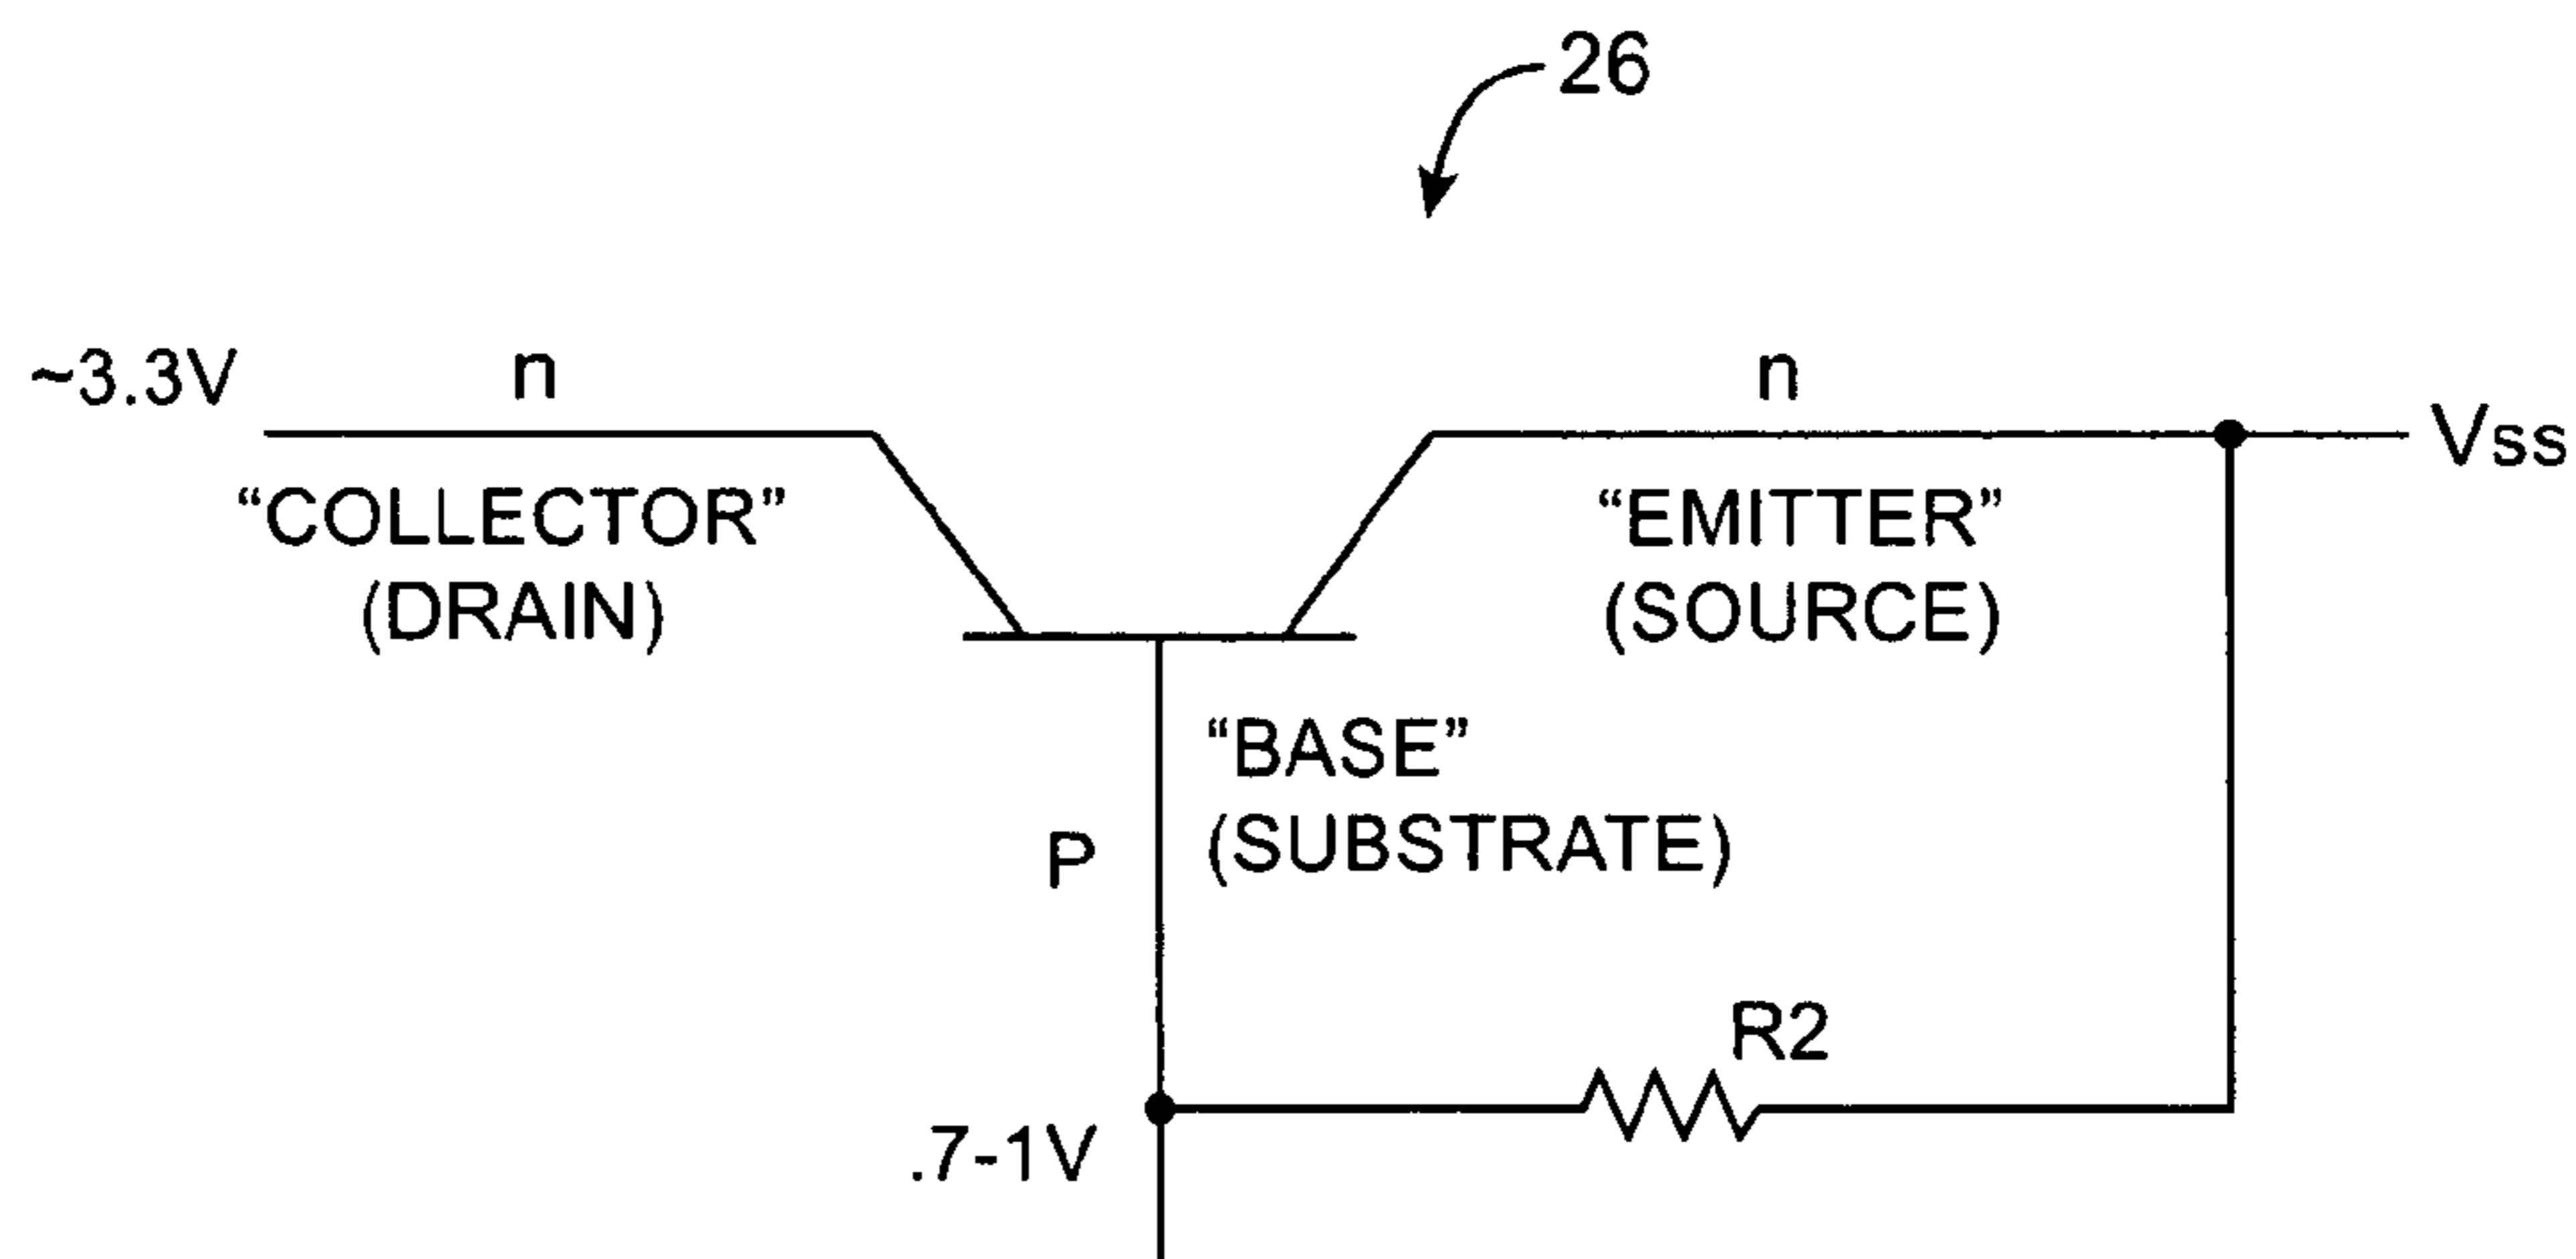 26
~3.3V
n
n
Vss
“COLLECTOR”
(DRAIN)
“EMITTER”
(SOURCE)
“BASE”
(SUBSTRATE)
P
R2
.7-1V